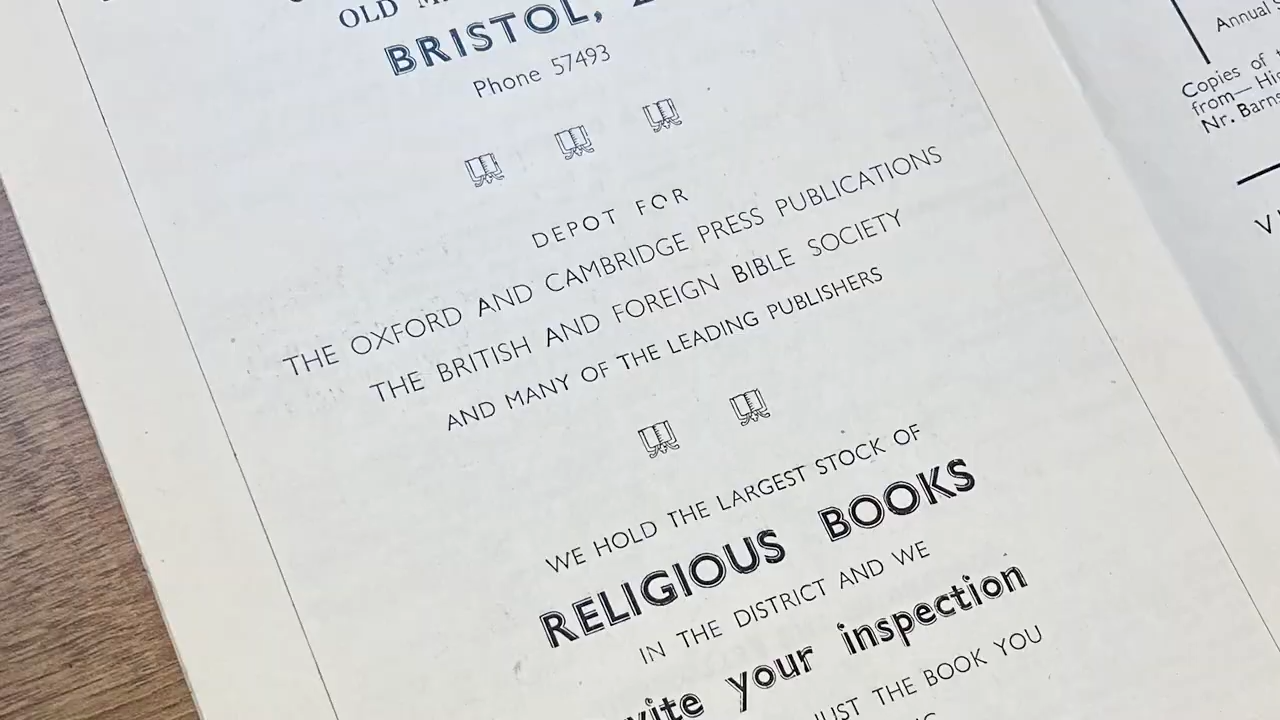 OLD
BRISTOL,
Phone 57493
DEPOT FOR
THE OXFORD AND CAMBRIDGE PRESS PUBLICATIONS
THE BRITISH AND FOREIGN BIBLE SOCIETY
AND MANY OF THE LEADING PUBLISHERS
WE HOLD THE LARGEST STOCK OF
RELIGIOUS BOOKS
IN THE DISTRICT AND WE
your inspection
JUST THE BOOK YOU
Annual
Copies of
from—
Nr.